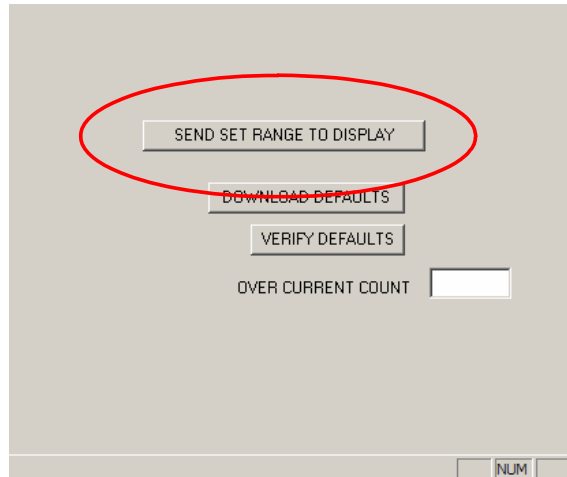 SEND SET RANGE TO DISPLAY
DOWNLOAD DEFAULTS
VERIFY DEFAULTS
OVER CURRENT COUNT
NUM